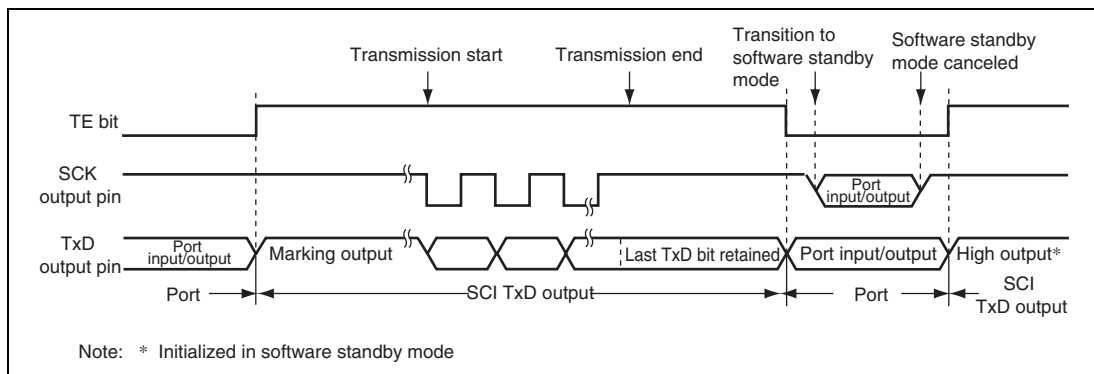 Transmission start
Transmission end
Transition to
software standby
mode
Software standby
mode canceled
TE bit
SCK
output pin
Port
input/output
TxD
output pin
Port
input/output
Marking output
Last TxD bit retained
Port input/output
High output*
Port
SCI TxD output
Port
SCI
TxD output
Note: * Initialized in software standby mode